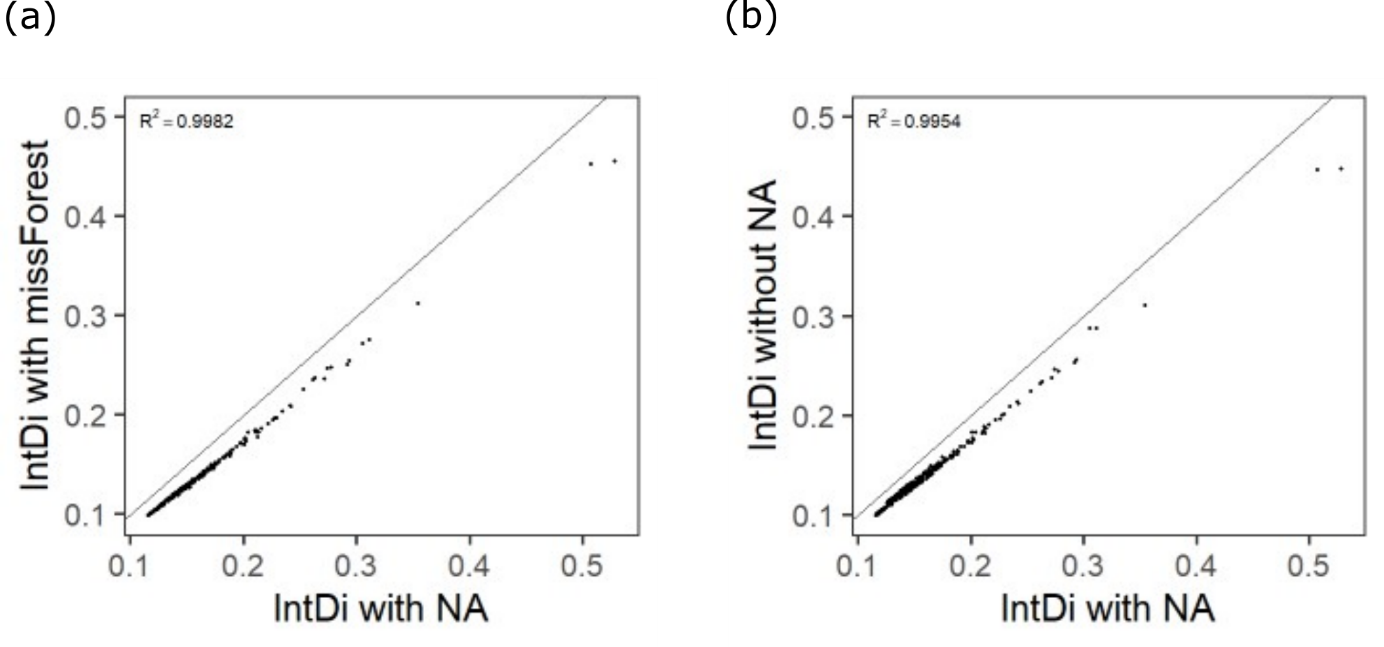 (a)
(b)
R² = 0.9982
0.5
0.4
0.3
0.2
0.1
IntDi with missForest
0.1 0.2 0.3 0.4 0.5
IntDi with NA
R² = 0.9954
0.5
0.4
0.3
0.2
0.1
IntDi without NA
0.1 0.2 0.3 0.4 0.5
IntDi with NA